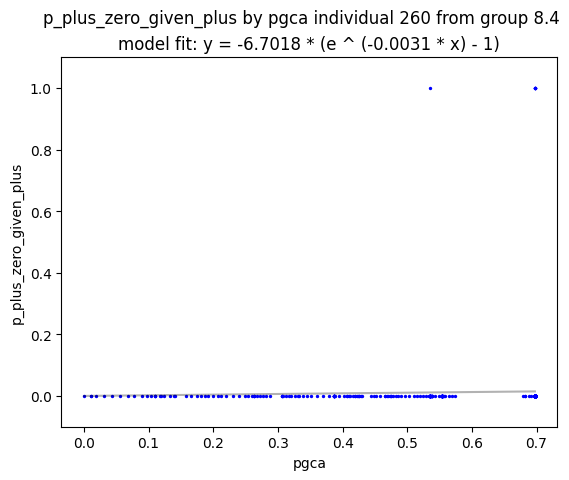 p_plus_zero_given_plus by pgca individual 260 from group 8.4
model fit: y = -6.7018 * (e ^ (-0.0031 * x) - 1)
1.0
0.8
0.6
0.4
0.2
0.0
p_plus_zero_given_plus
0.0 0.1 0.2 0.3 0.4 0.5 0.6 0.7
pgca